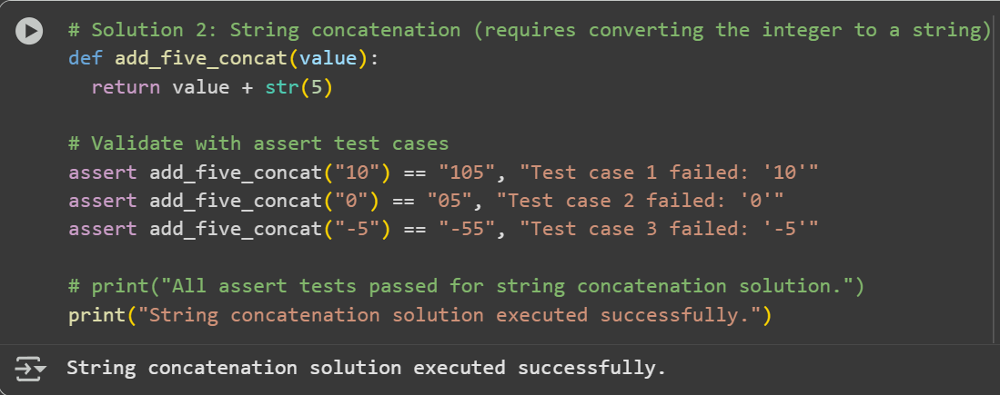 # Solution 2: String concatenation (requires converting the integer to a string)
def add_five_concat(value):
  return value + str(5)

# Validate with assert test cases
assert add_five_concat("10") == "105", "Test case 1 failed: '10'"
assert add_five_concat("0") == "05", "Test case 2 failed: '0'"
assert add_five_concat("-5") == "-55", "Test case 3 failed: '-5'"

# print("All assert tests passed for string concatenation solution.")
print("String concatenation solution executed successfully.")
String concatenation solution executed successfully.